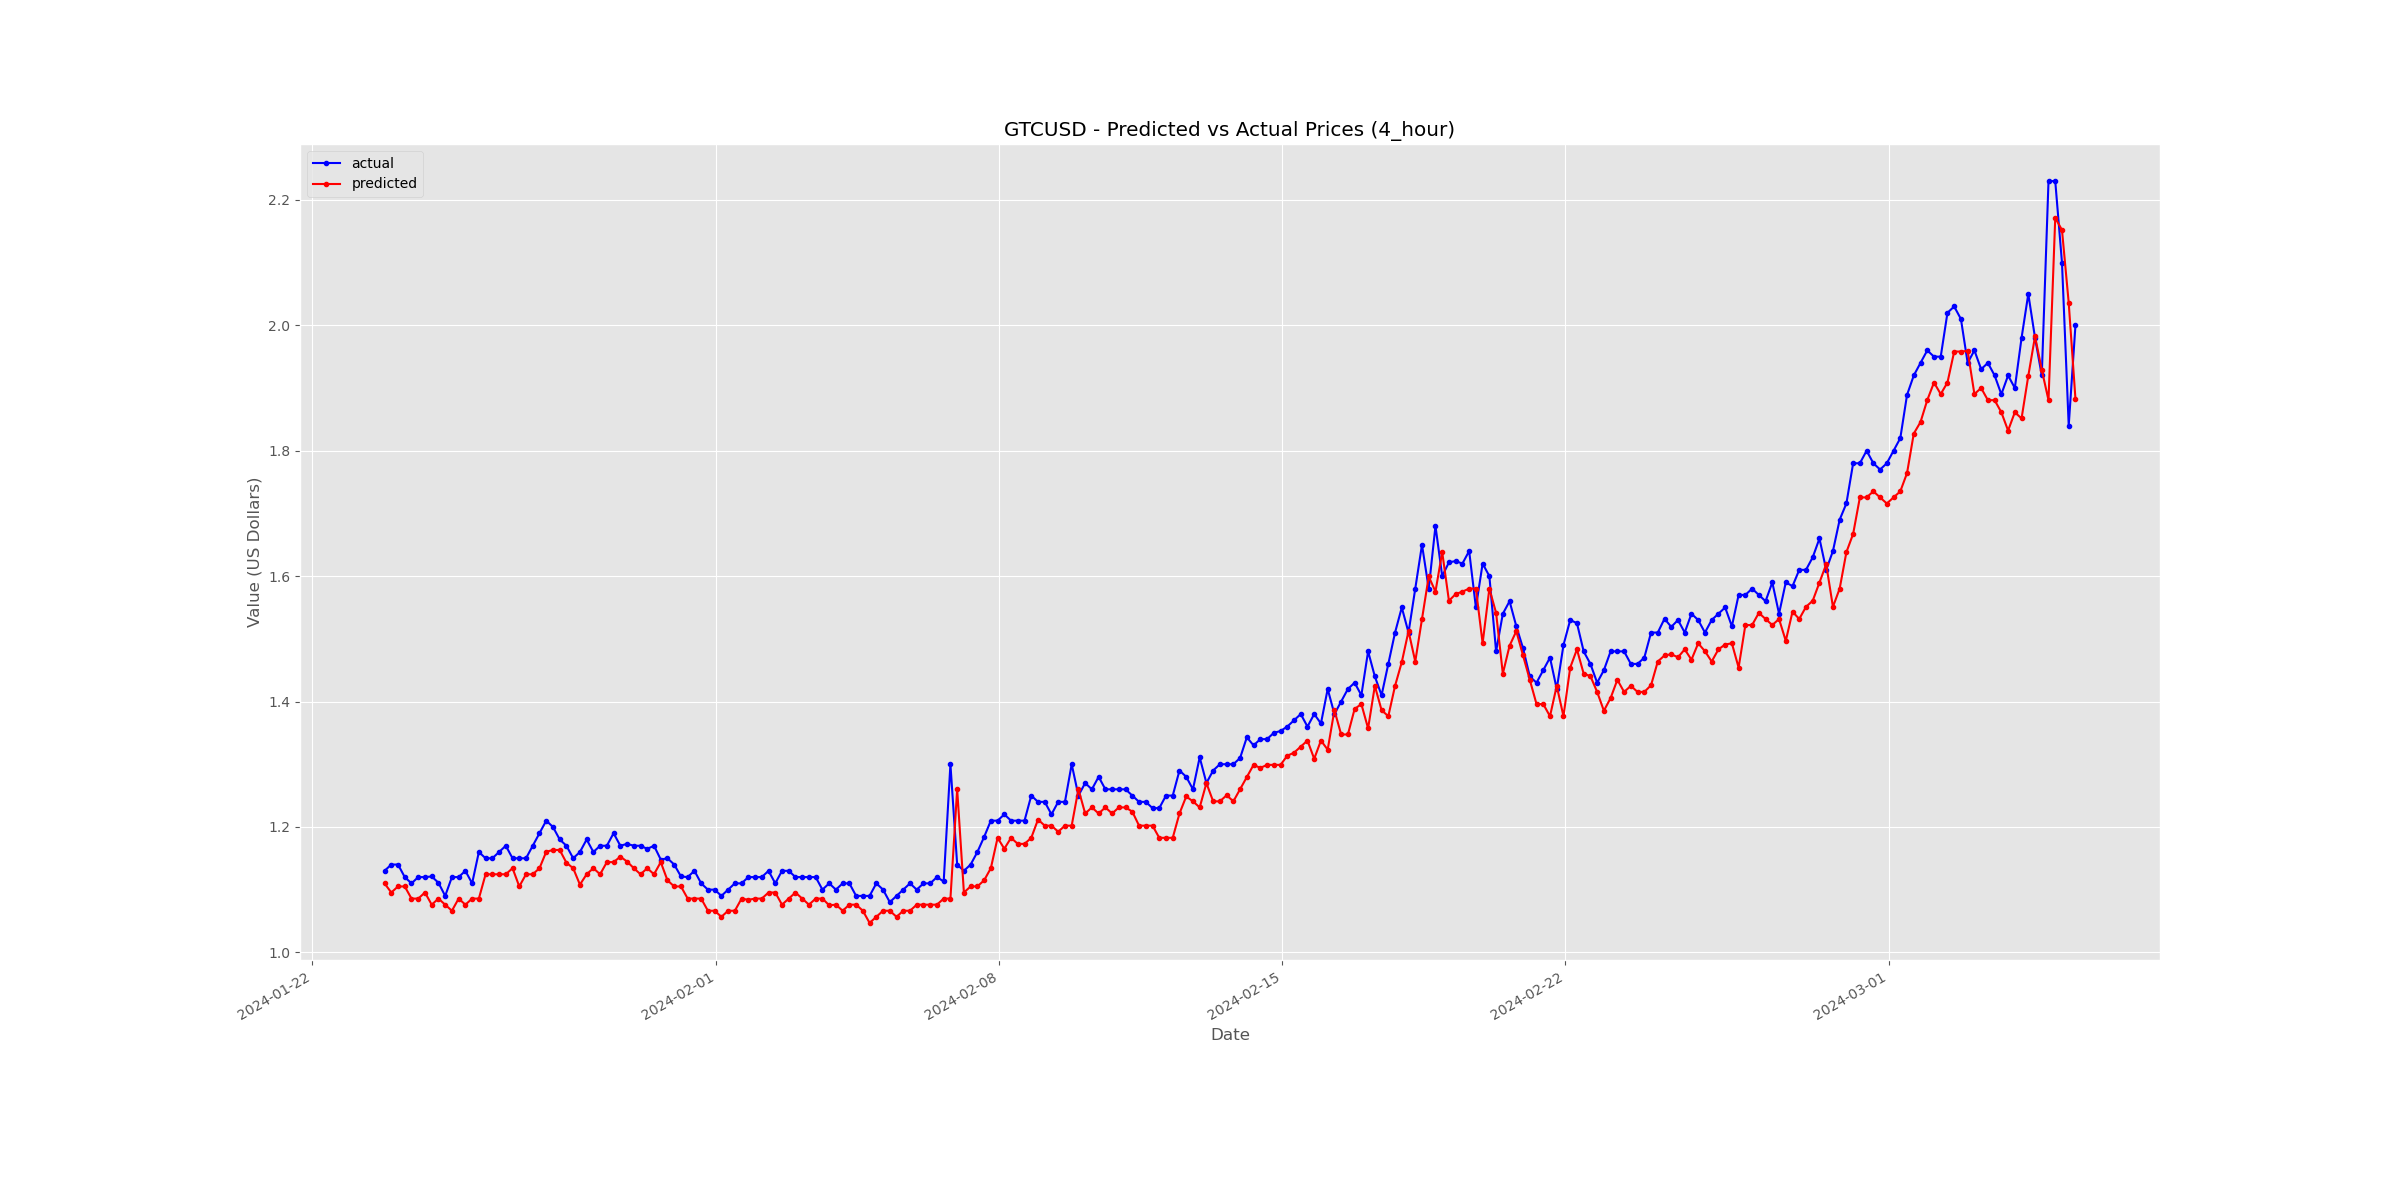 GTCUSD - Predicted vs Actual Prices (4_hour)
actual
predicted
Value (US Dollars)
2.2
2.0
1.8
1.6
1.4
1.2
1.0
2024-01-22
2024-02-01
2024-02-08
2024-02-15
2024-02-22
2024-03-01
Date